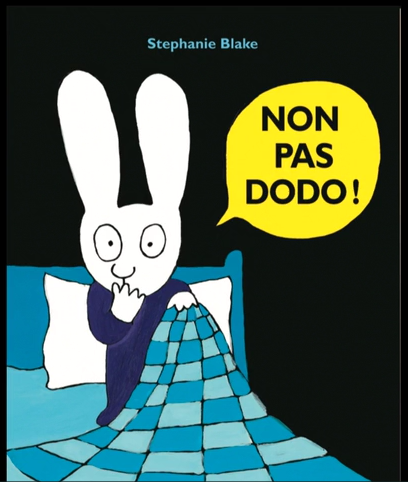 Stephanie Blake
NON
PAS
DODO !